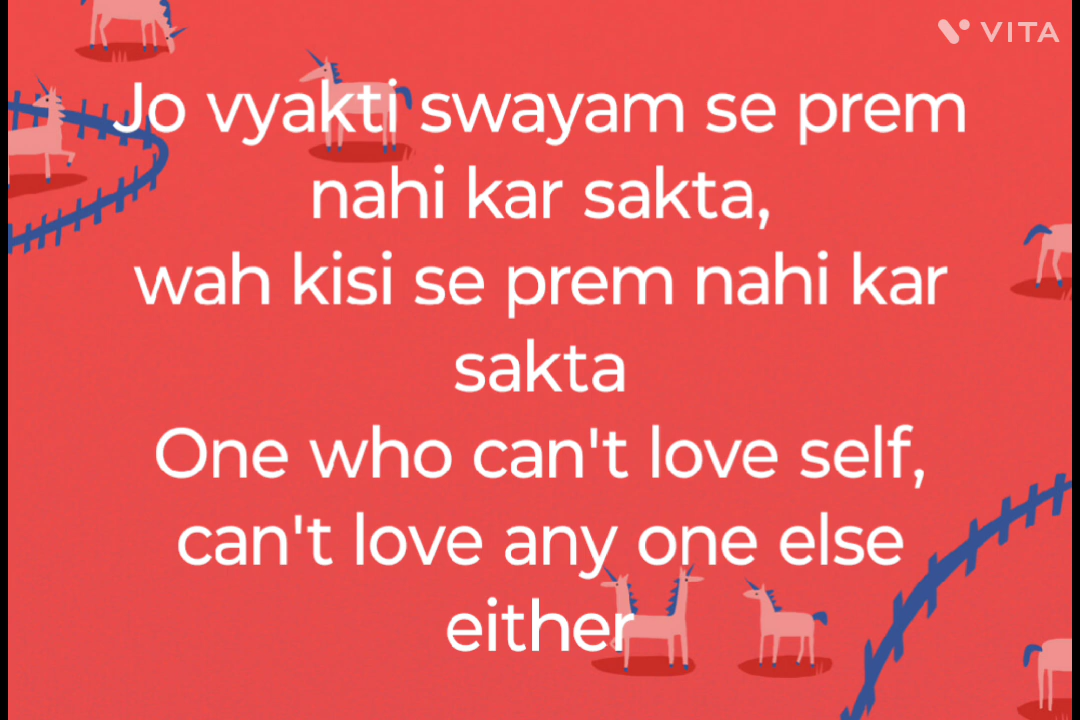 VITA
Jo vyakti swayam se prem
nahi kar sakta,
wah kisi se prem nahi kar
sakta
One who can't love self,
can't love any one else
either